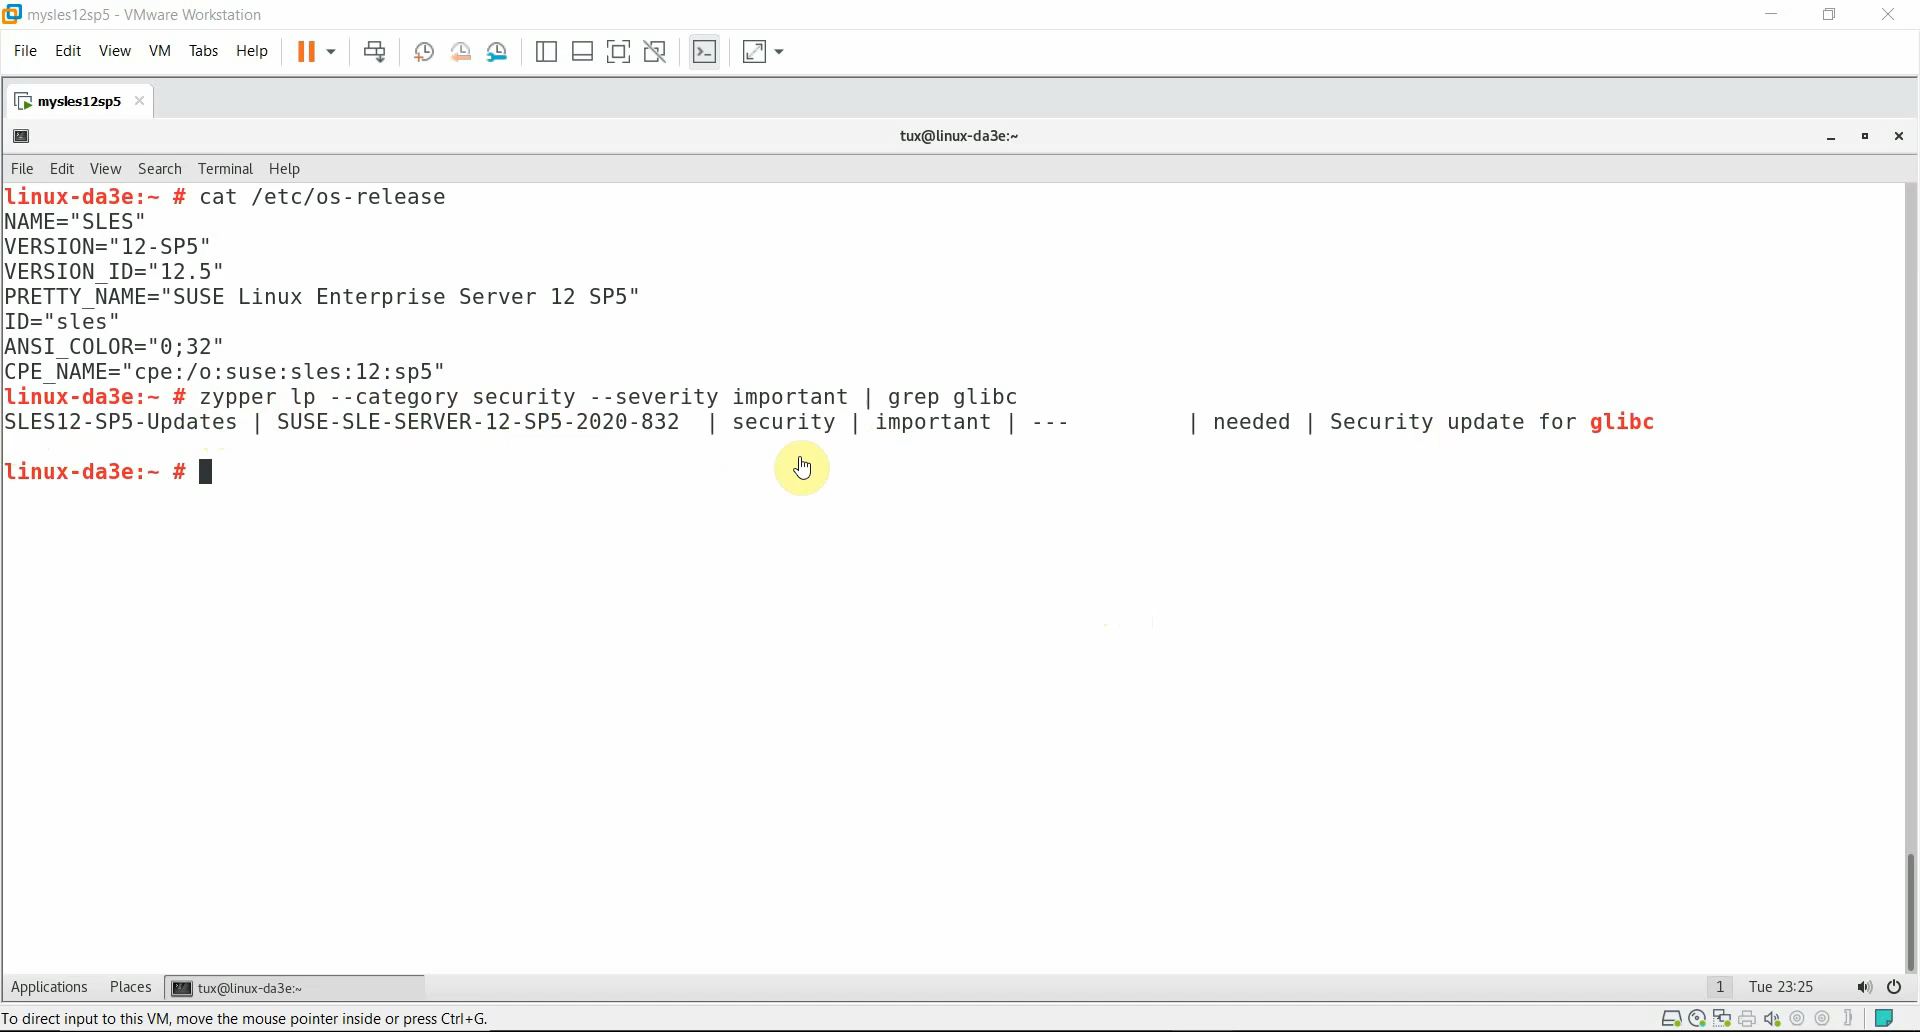 mysles12sp5 - VMware Workstation
File Edit View VM Tabs Help
mysles12sp5
tux@linux-da3e:~
File Edit View Search Terminal Help
linux-da3e:~ # cat /etc/os-release
NAME="SLES"
VERSION="12-SP5"
VERSION_ID="12.5"
PRETTY_NAME="SUSE Linux Enterprise Server 12 SP5"
ID="sles"
ANSI_COLOR="0;32"
CPE_NAME="cpe:/o:suse:sles:12:sp5"
linux-da3e:~ # zypper lp --category security --severity important | grep glibc
SLES12-SP5-Updates | SUSE-SLE-SERVER-12-SP5-2020-832 | security | important | --- | needed | Security update for glibc
linux-da3e:~ #
Applications Places tux@linux-da3e:~ 1 Tue 23:25
To direct input to this VM, move the mouse pointer inside or press Ctrl+G.